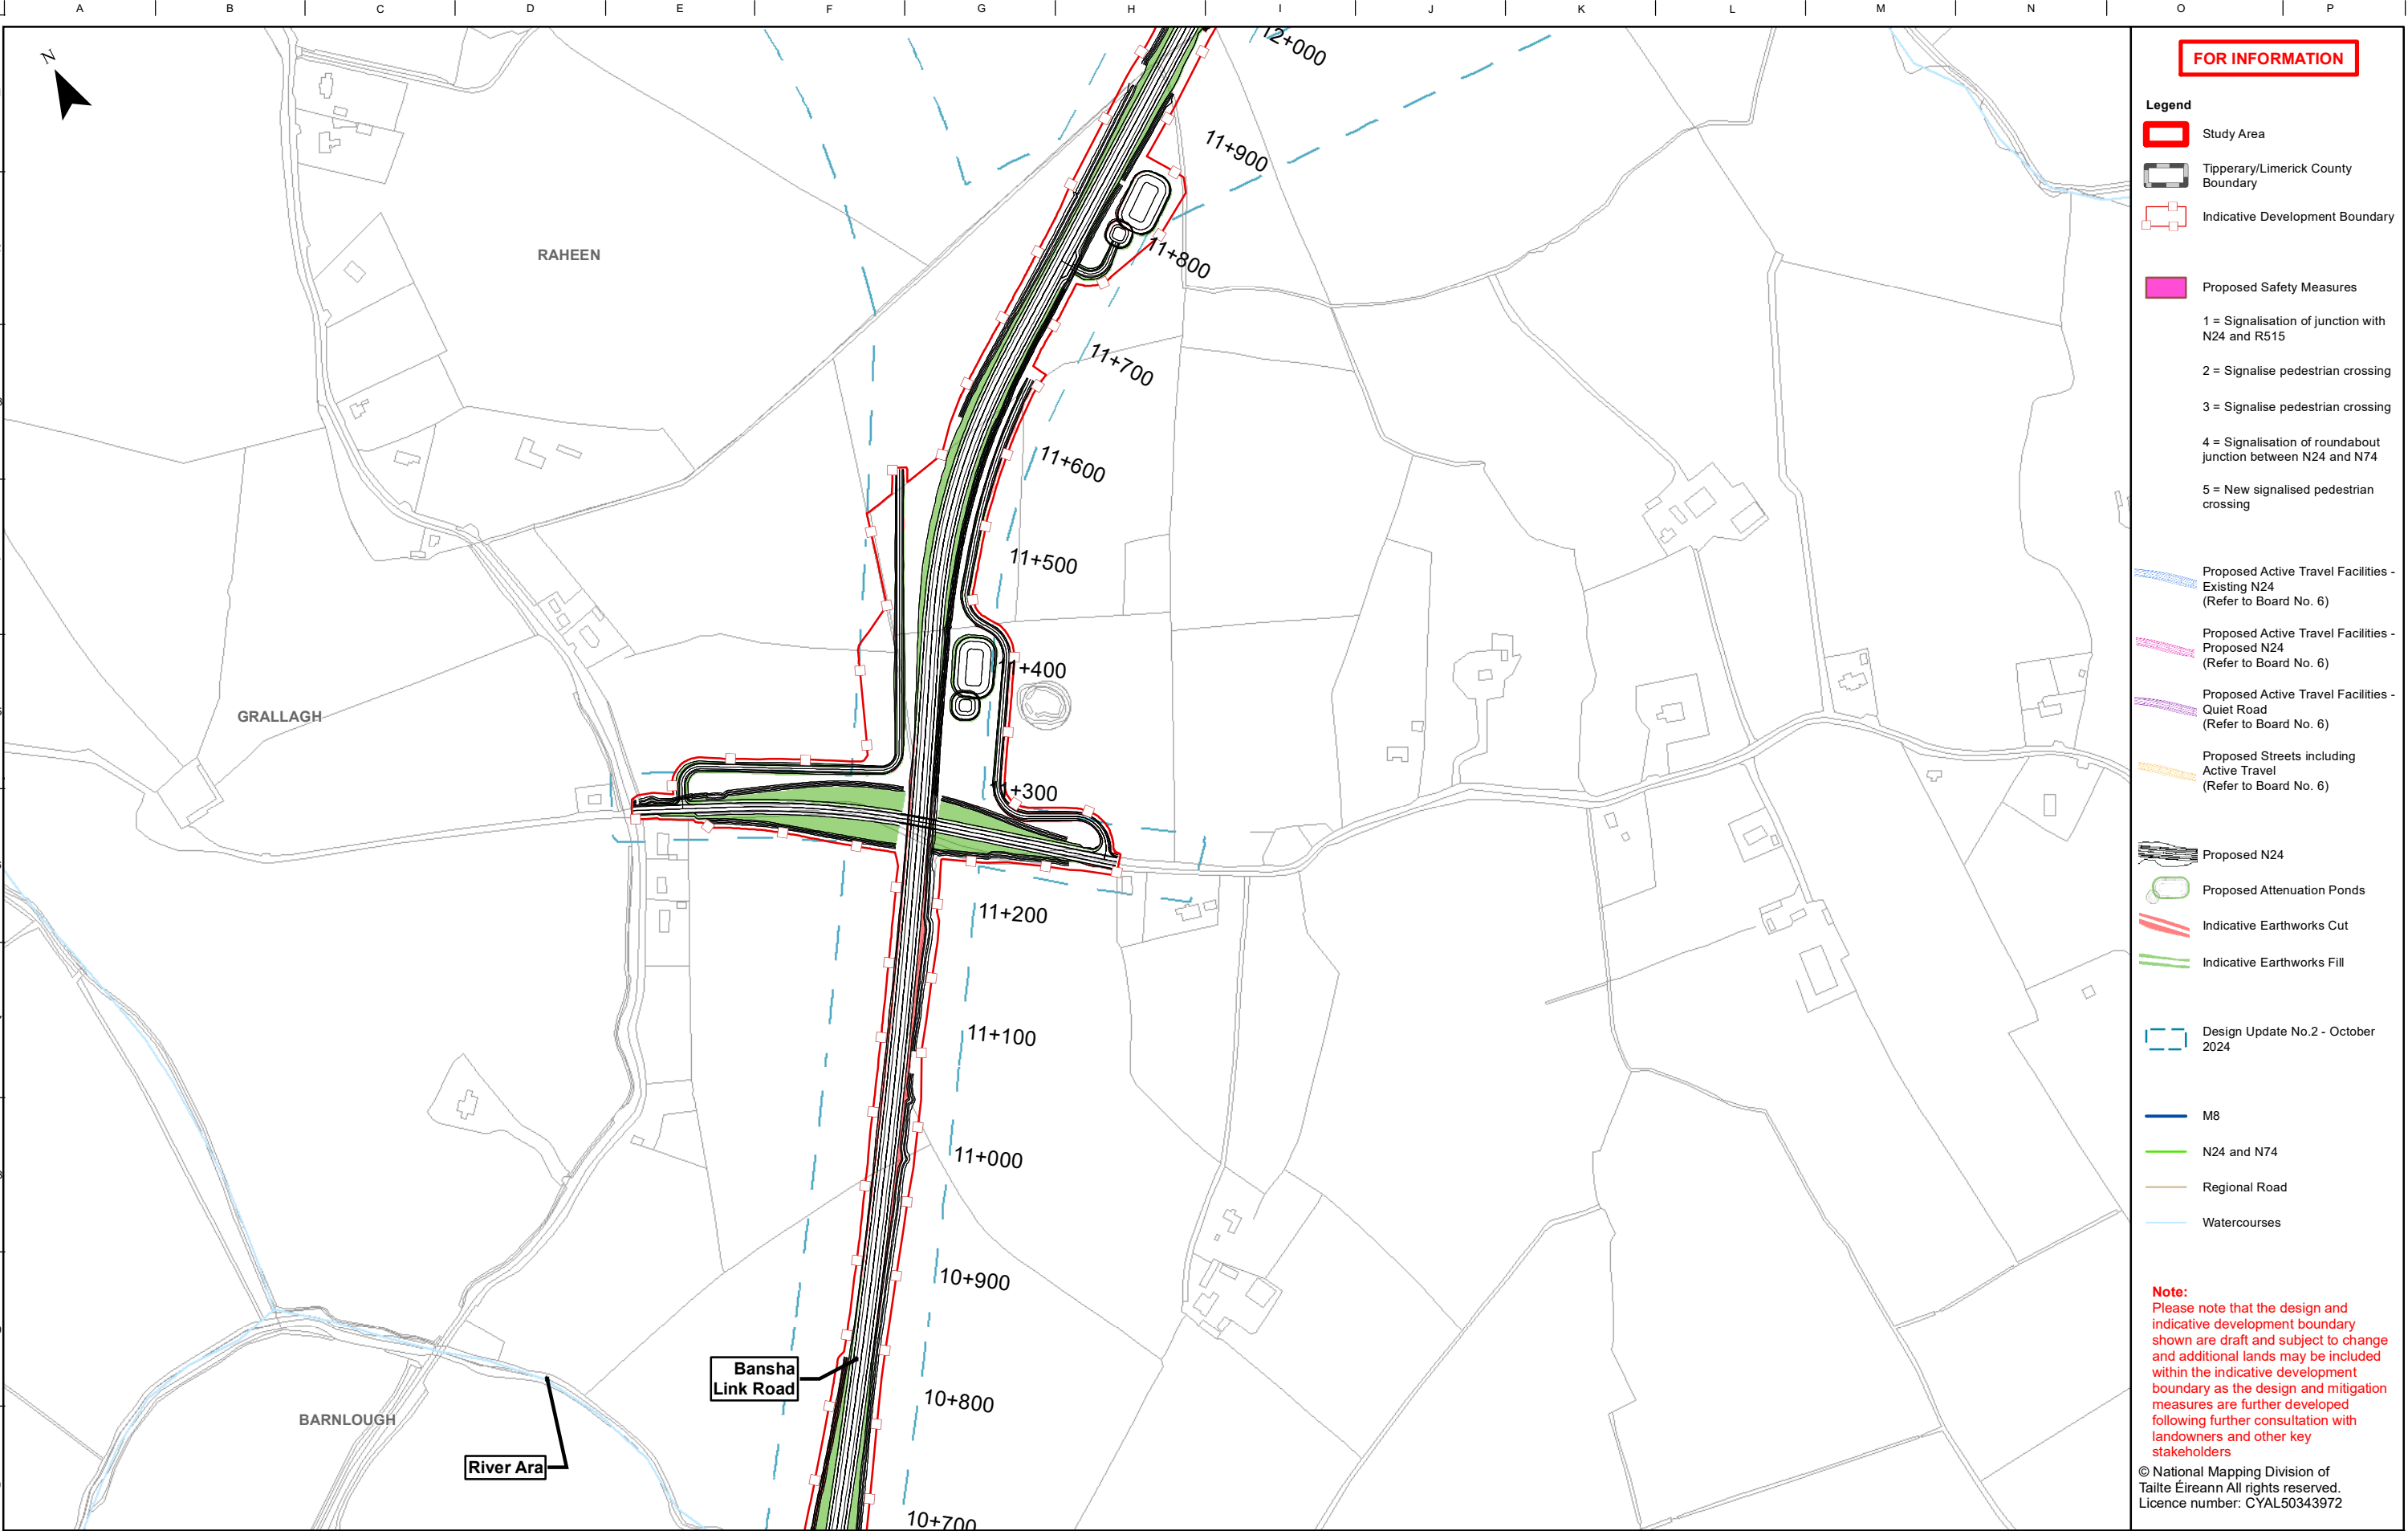 A B C D E F G H I J K L M N O P
N
12+000
11+900
RAHEEN
11+800
11+700
11+600
11+500
11+400
GRALLAGH
11+300
11+200
11+100
11+000
10+900
Bansha
Link Road
10+800
BARNLOUGH
River Ara
10+700
FOR INFORMATION
Legend
Study Area
Tipperary/Limerick County
Boundary
Indicative Development Boundary
Proposed Safety Measures
1 = Signalisation of junction with
N24 and R515
2 = Signalise pedestrian crossing
3 = Signalise pedestrian crossing
4 = Signalisation of roundabout
junction between N24 and N74
5 = New signalised pedestrian
crossing
Proposed Active Travel Facilities -
Existing N24
(Refer to Board No. 6)
Proposed Active Travel Facilities -
Proposed N24
(Refer to Board No. 6)
Proposed Active Travel Facilities -
Quiet Road
(Refer to Board No. 6)
Proposed Streets including
Active Travel
(Refer to Board No. 6)
Proposed N24
Proposed Attenuation Ponds
Indicative Earthworks Cut
Indicative Earthworks Fill
Design Update No.2 - October
2024
M8
N24 and N74
Regional Road
Watercourses
Note:
Please note that the design and
indicative development boundary
shown are draft and subject to change
and additional lands may be included
within the indicative development
boundary as the design and mitigation
measures are further developed
following further consultation with
landowners and other key
stakeholders
© National Mapping Division of
Tailte Éireann All rights reserved.
Licence number: CYAL50343972